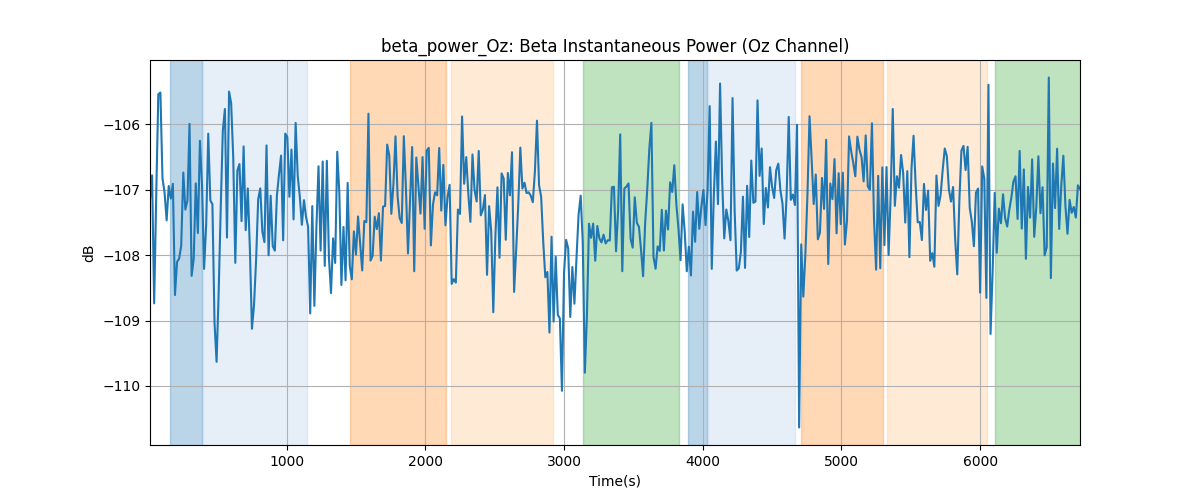 beta_power_Oz: Beta Instantaneous Power (Oz Channel)
−106
−107
−108
−109
−110
dB
1000 2000 3000 4000 5000 6000
Time(s)